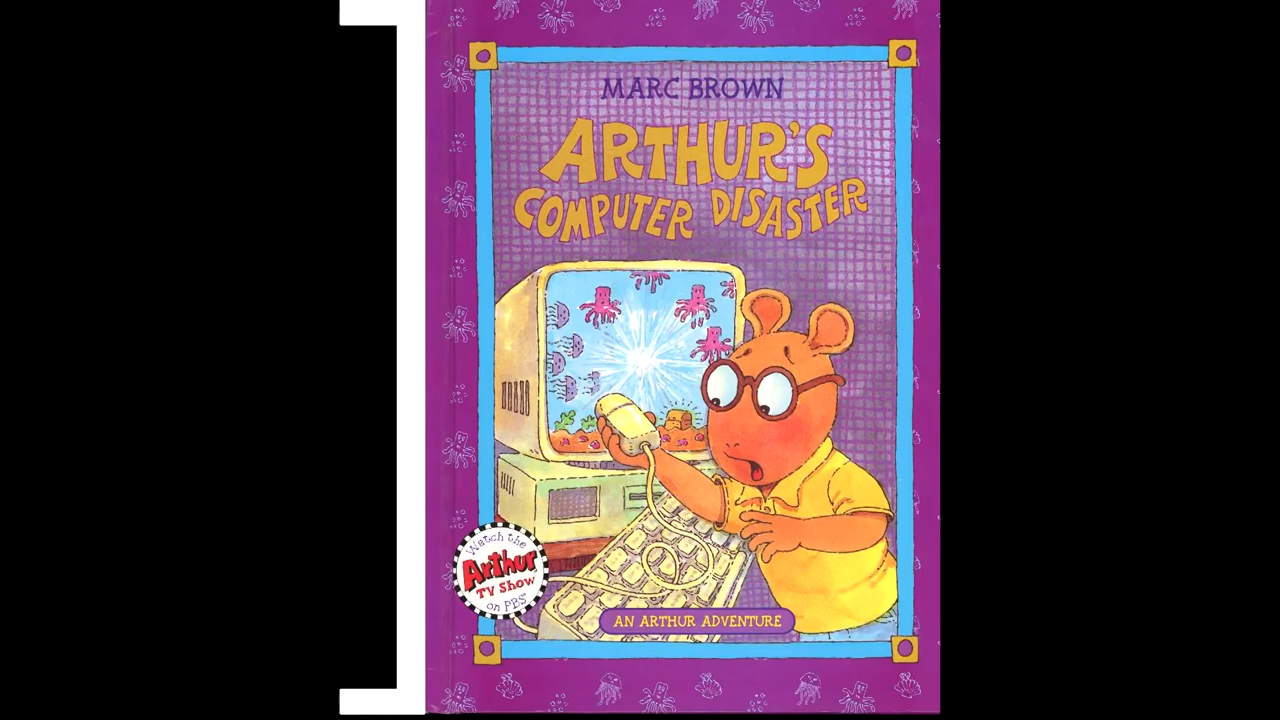 MARC BROWN
ARTHUR'S
COMPUTER DISASTER
Watch the
Arthur
TV Show
on PBS
AN ARTHUR ADVENTURE